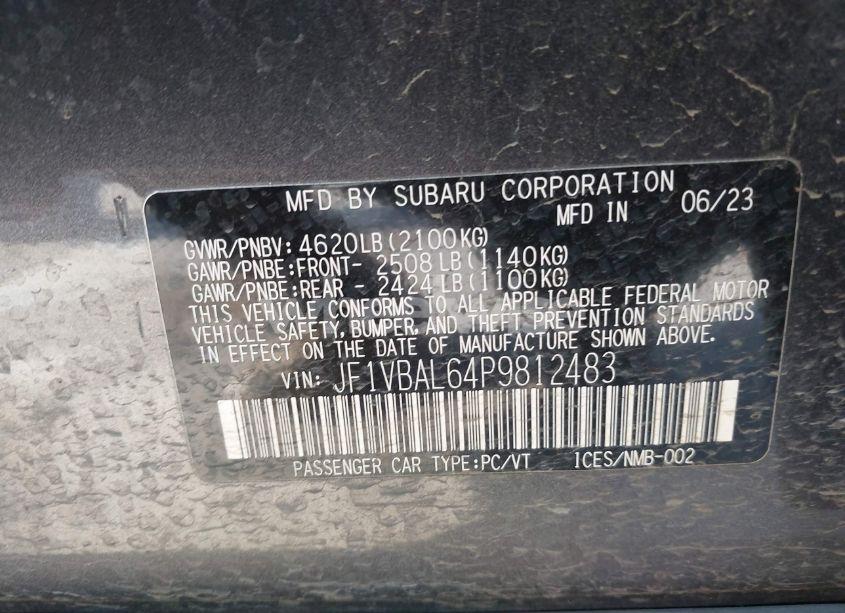 MFD BY SUBARU CORPORATION
MFD IN 06/23
GVWR/PNBV: 4620LB(2100KG)
GAWR/PNBE:FRONT- 2508 LB(1140KG)
GAWR/PNBE:REAR - 2424 LB(1100KG)
THIS VEHICLE CONFORMS TO ALL APPLICABLE FEDERAL MOTOR
VEHICLE SAFETY, BUMPER, AND THEFT PREVENTION STANDARDS
IN EFFECT ON THE DATE OF MANUFACTURE SHOWN ABOVE.
VIN: JF1VBAL64P9812483
PASSENGER CAR TYPE:PC/VT ICES/NMB-002